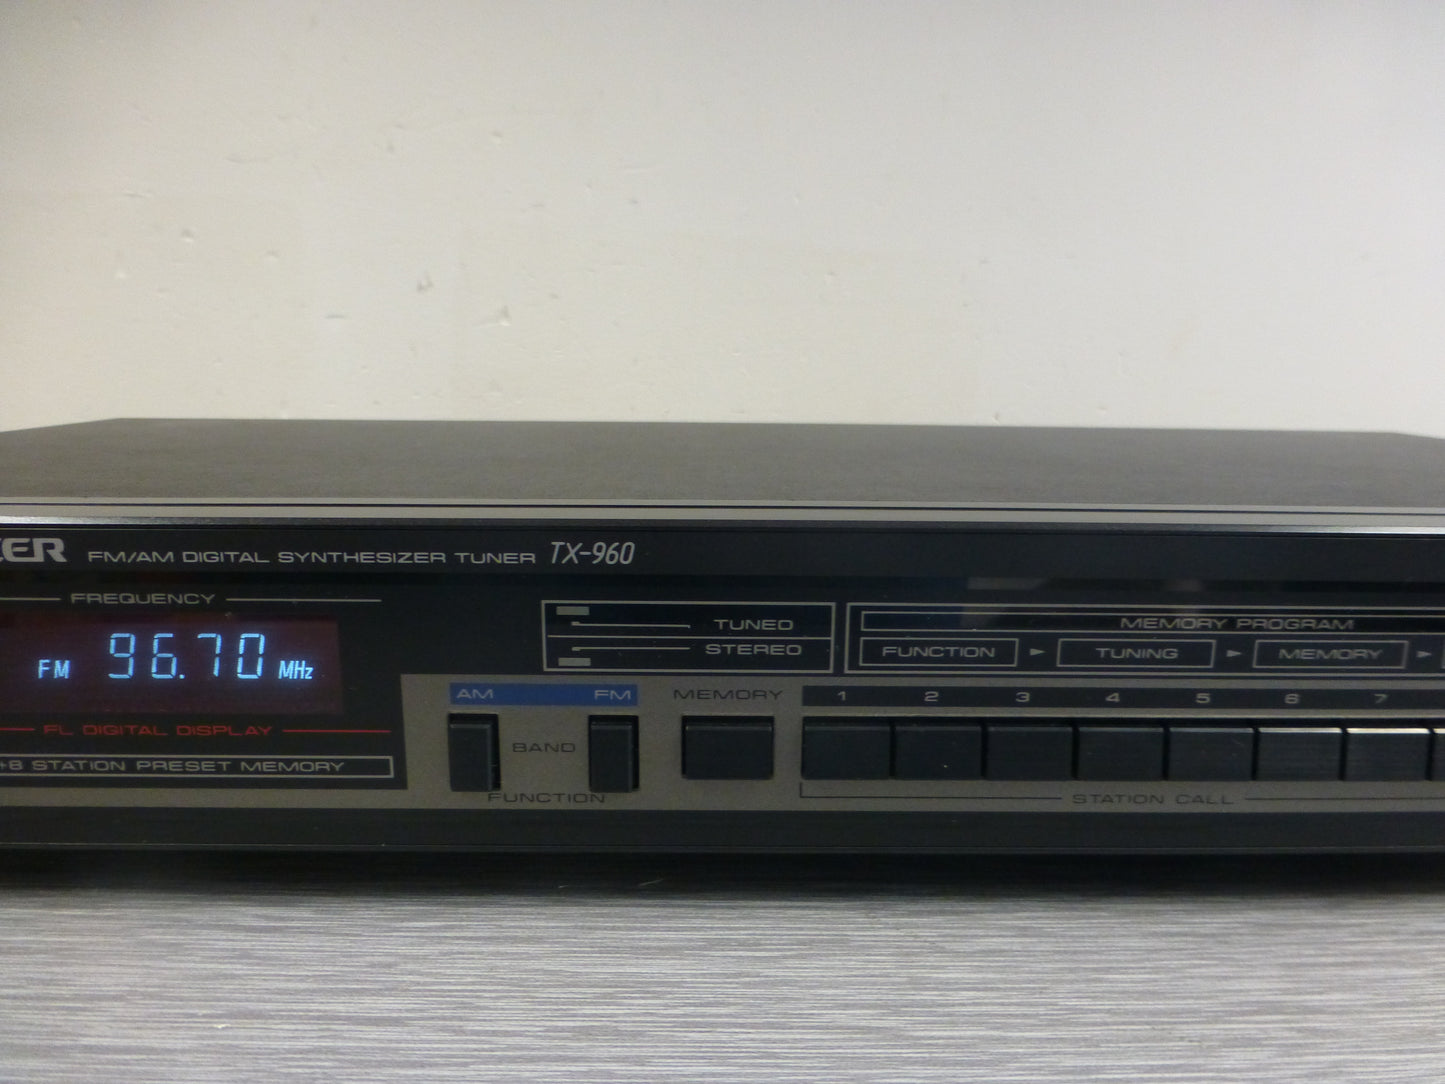 EER FM/AM DIGITAL SYNTHESIZER TUNER TX-960
FREQUENCY
FM 96.70 MHz
FL DIGITAL DISPLAY
+8 STATION PRESET MEMORY
TUNED
STEREO
MEMORY PROGRAM
FUNCTION ► TUNING ► MEMORY ►
AM FM MEMORY 1 2 3 4 5 6 7
BAND
FUNCTION
STATION CALL